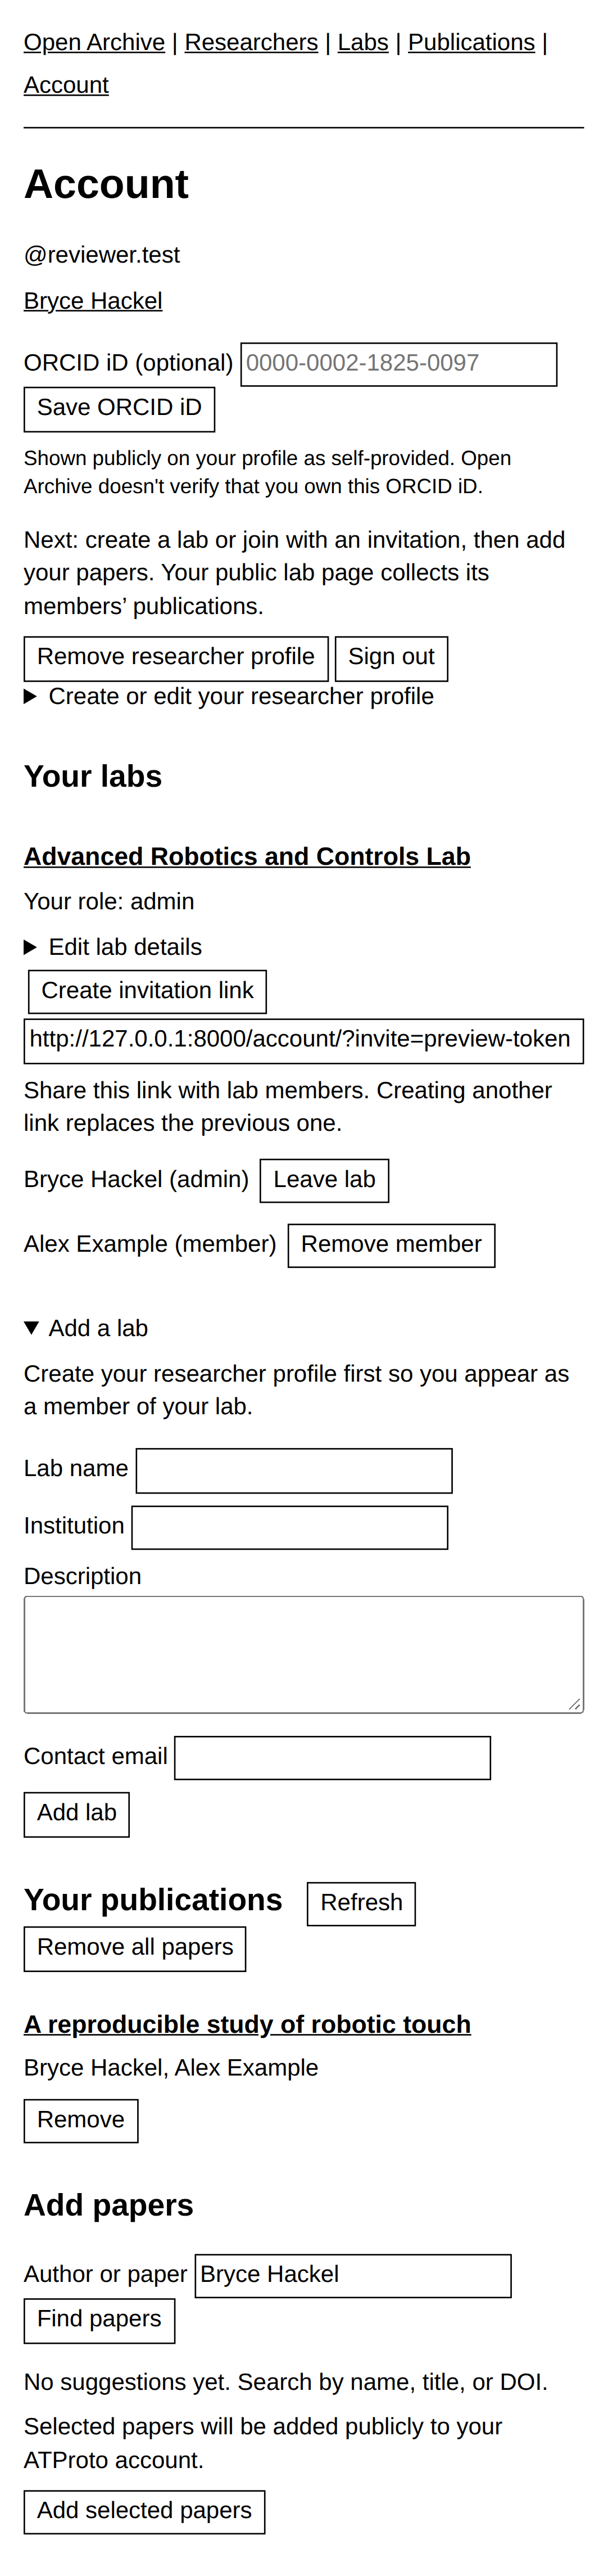 Open Archive | Researchers | Labs | Publications |
Account
Account
@reviewer.test
Bryce Hackel
ORCID iD (optional) 0000-0002-1825-0097
Save ORCID iD
Shown publicly on your profile as self-provided. Open
Archive doesn't verify that you own this ORCID iD.
Next: create a lab or join with an invitation, then add
your papers. Your public lab page collects its
members’ publications.
Remove researcher profile Sign out
Create or edit your researcher profile
Your labs
Advanced Robotics and Controls Lab
Your role: admin
Edit lab details
Create invitation link
http://127.0.0.1:8000/account/?invite=preview-token
Share this link with lab members. Creating another
link replaces the previous one.
Bryce Hackel (admin) Leave lab
Alex Example (member) Remove member
Add a lab
Create your researcher profile first so you appear as
a member of your lab.
Lab name
Institution
Description
Contact email
Add lab
Your publications Refresh
Remove all papers
A reproducible study of robotic touch
Bryce Hackel, Alex Example
Remove
Add papers
Author or paper Bryce Hackel
Find papers
No suggestions yet. Search by name, title, or DOI.
Selected papers will be added publicly to your
ATProto account.
Add selected papers